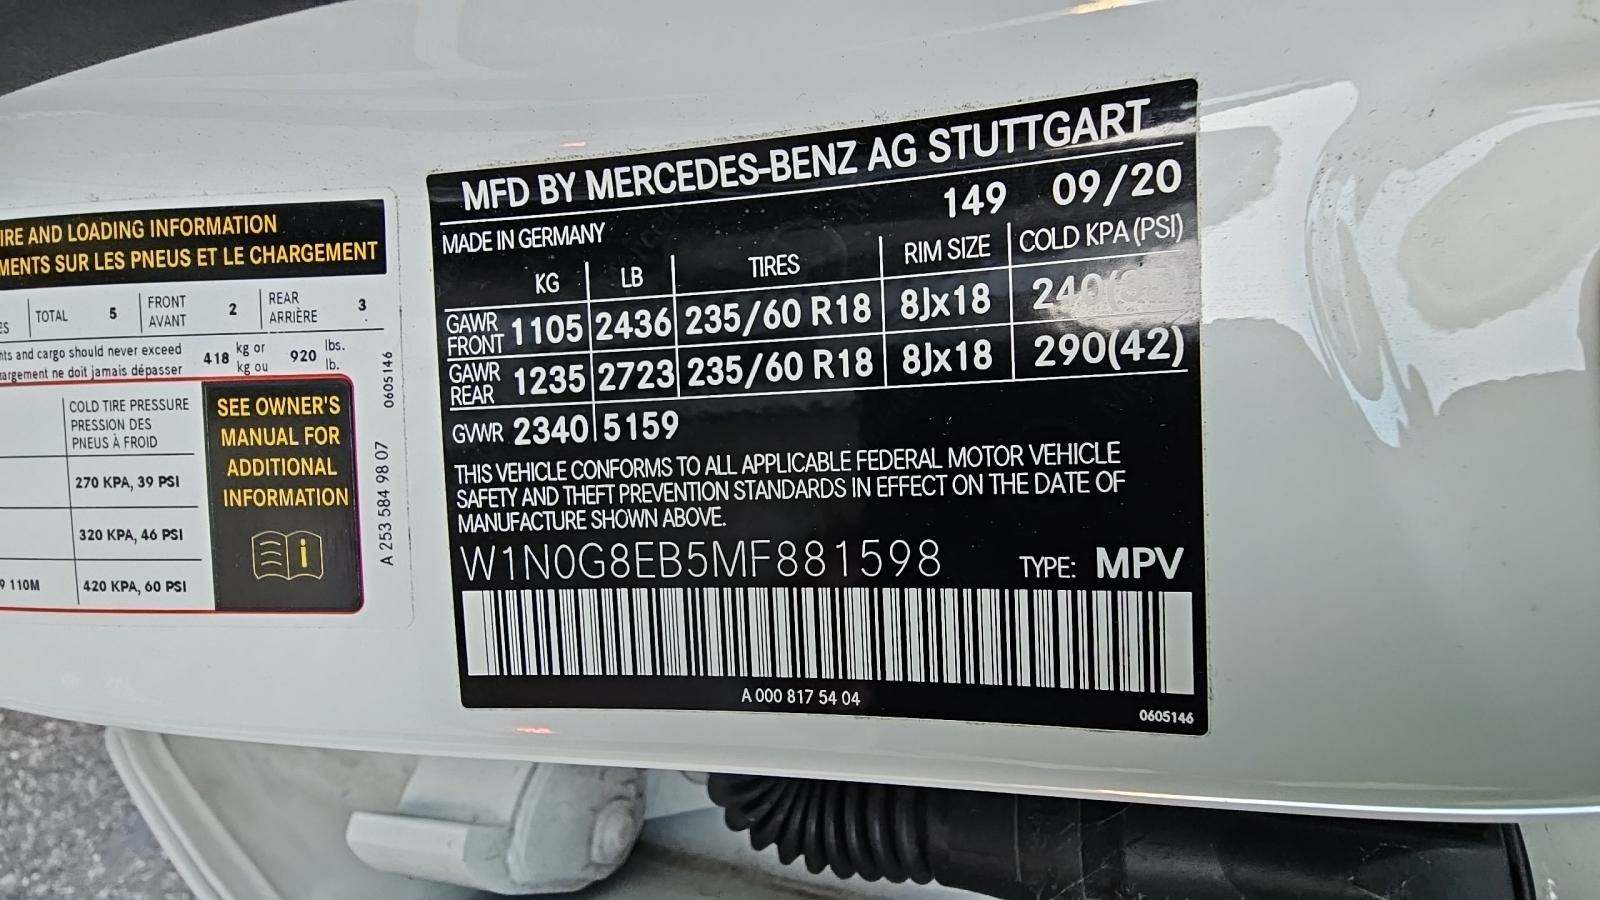 MFD BY MERCEDES-BENZ AG STUTTGART
MADE IN GERMANY 149 09/20
KG LB TIRES RIM SIZE COLD KPA (PSI)
GAWR FRONT 1105 2436 235/60 R18 8Jx18
GAWR REAR 1235 2723 235/60 R18 8Jx18 290(42)
GVWR 2340 5159
THIS VEHICLE CONFORMS TO ALL APPLICABLE FEDERAL MOTOR VEHICLE
SAFETY AND THEFT PREVENTION STANDARDS IN EFFECT ON THE DATE OF
MANUFACTURE SHOWN ABOVE.
W1N0G8EB5MF881598 TYPE: MPV
A 000 817 54 04
0605146
AND LOADING INFORMATION
SUR LES PNEUS ET LE CHARGEMENT
TOTAL 5 FRONT AVANT 2 REAR ARRIÈRE 3
and cargo should never exceed 418 kg or 920 lbs.
ne doit jamais dépasser kg ou lb.
COLD TIRE PRESSURE
PRESSION DES
PNEUS À FROID
270 KPA, 39 PSI
320 KPA, 46 PSI
110M 420 KPA, 60 PSI
SEE OWNER'S
MANUAL FOR
ADDITIONAL
INFORMATION
A 253 584 98 07 0605146